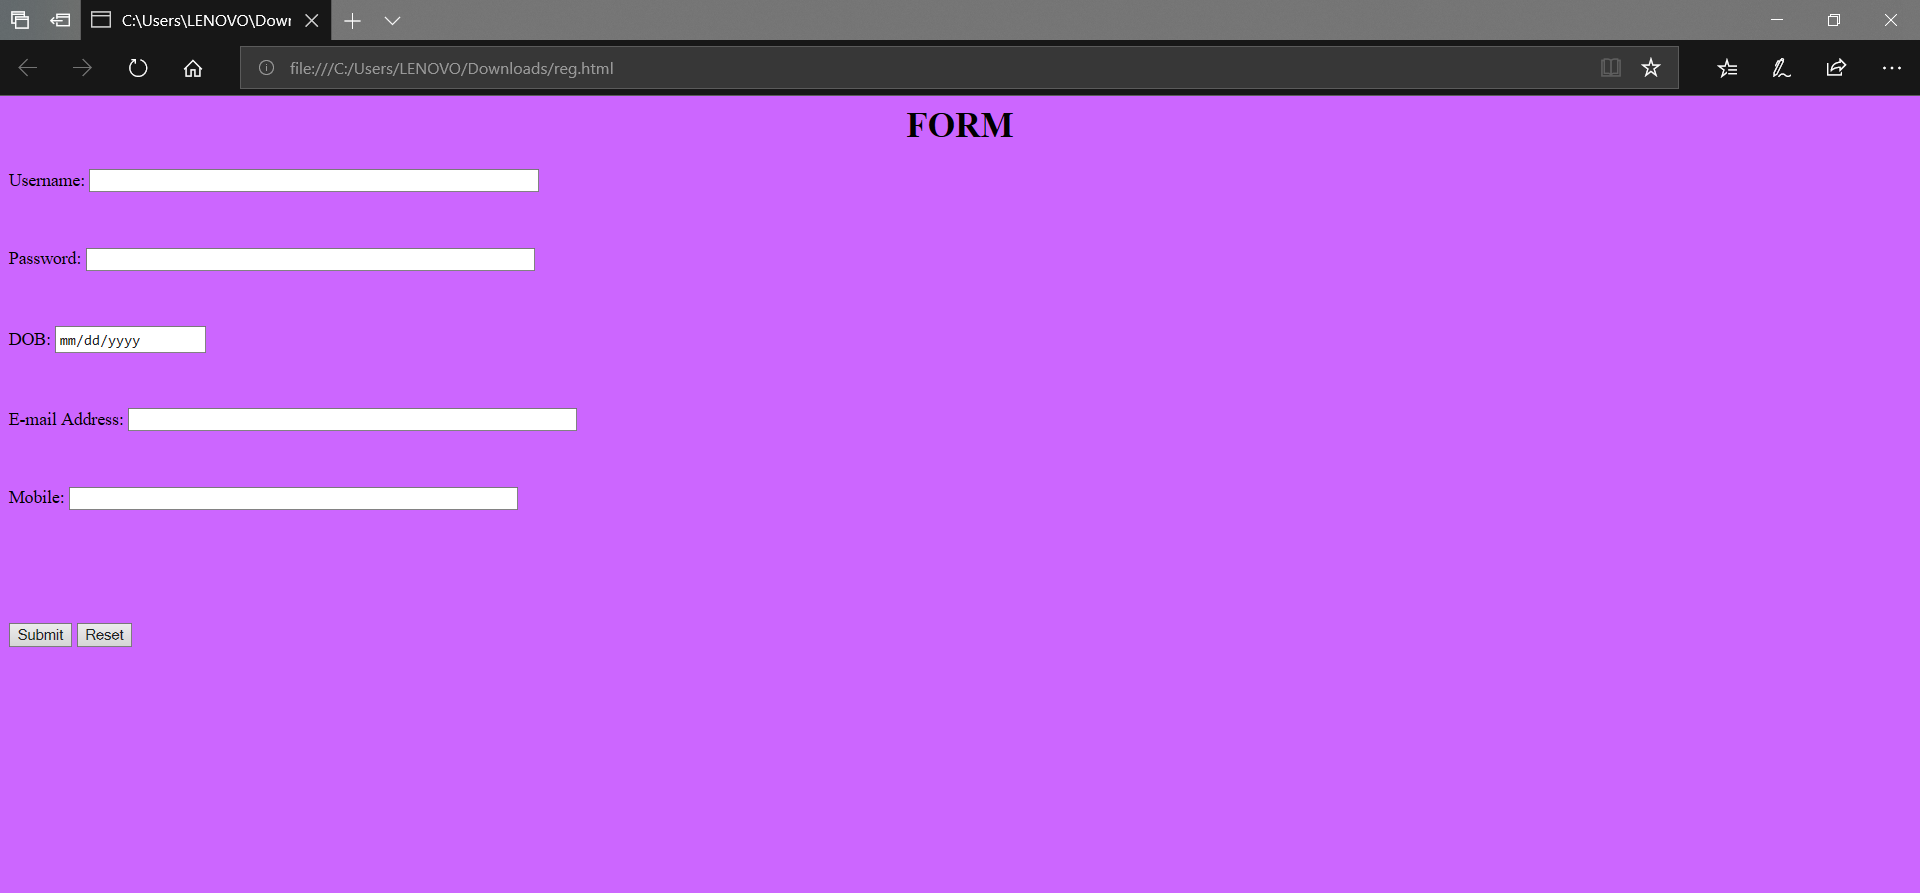 C:\Users\LENOVO\Down
file:///C:/Users/LENOVO/Downloads/reg.html
FORM
Username:
Password:
DOB: mm/dd/yyyy
E-mail Address:
Mobile:
Submit Reset